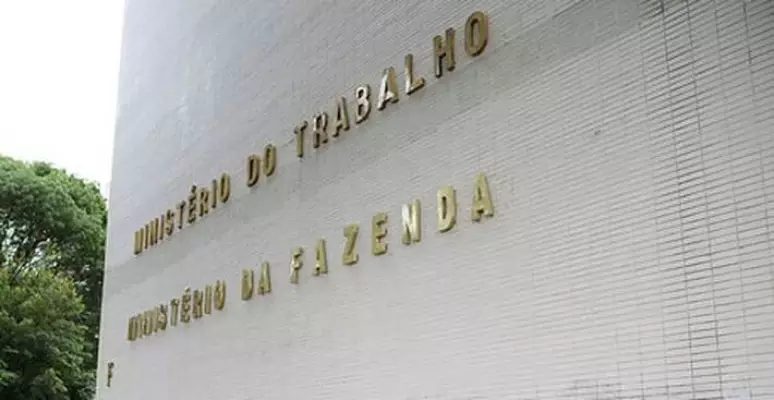 MINISTÉRIO DO TRABALHO
MINISTÉRIO DA FAZENDA
F